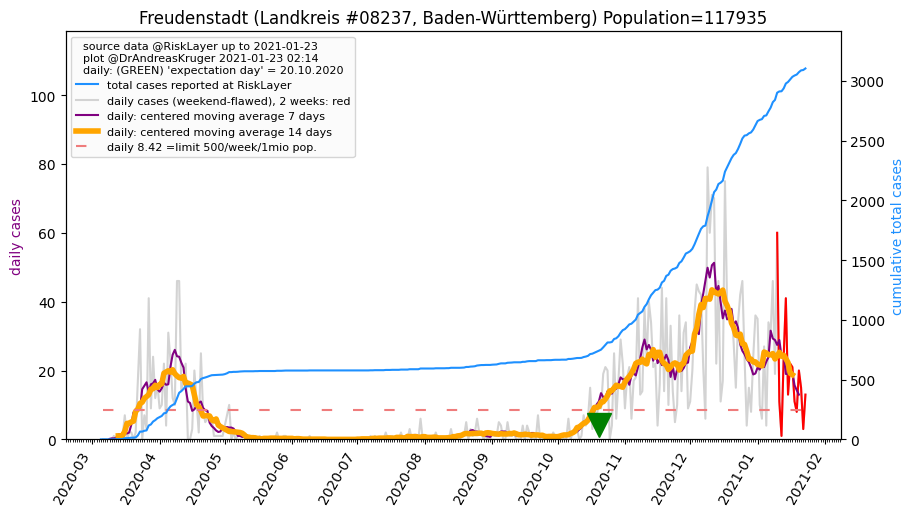 Freudenstadt (Landkreis #08237, Baden-Württemberg) Population=117935
source data @RiskLayer up to 2021-01-23
plot @DrAndreasKruger 2021-01-23 02:14
daily: (GREEN) 'expectation day' = 20.10.2020
total cases reported at RiskLayer
daily cases (weekend-flawed), 2 weeks: red
daily: centered moving average 7 days
daily: centered moving average 14 days
daily 8.42 =limit 500/week/1mio pop.
daily cases
100
80
60
40
20
0
cumulative total cases
3000
2500
2000
1500
1000
500
0
2020-03
2020-04
2020-05
2020-06
2020-07
2020-08
2020-09
2020-10
2020-11
2020-12
2021-01
2021-02